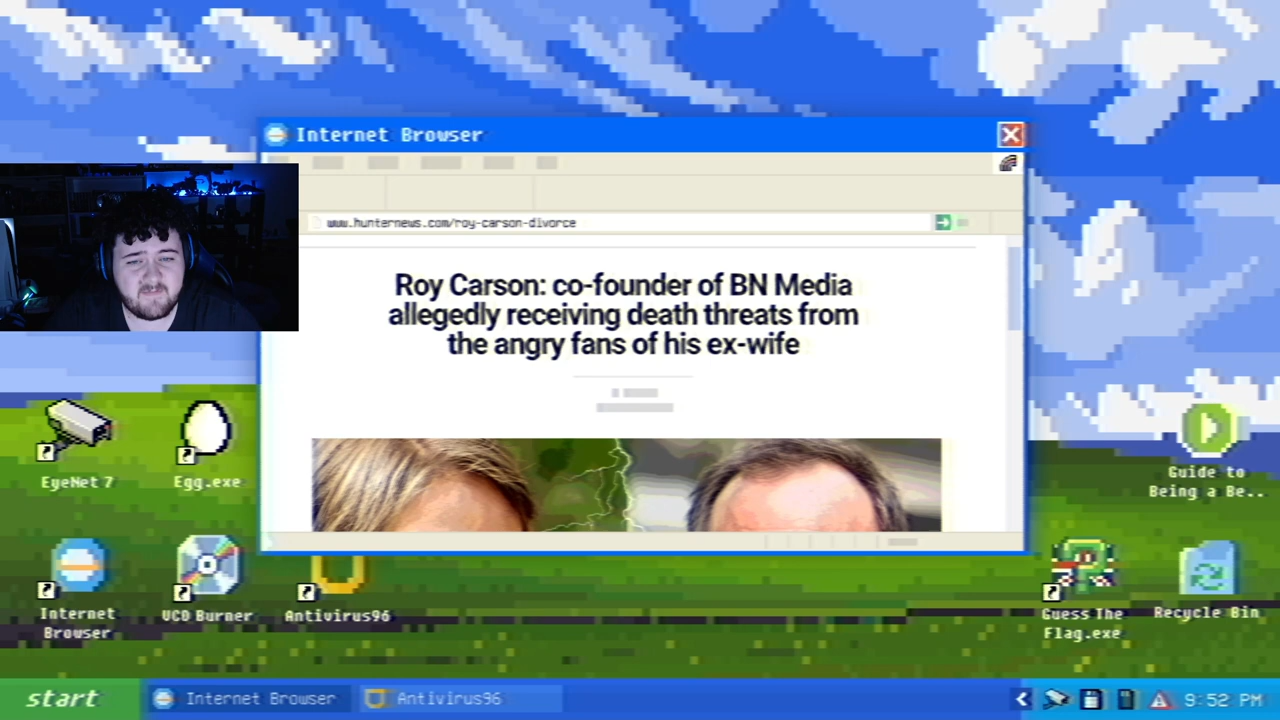 Internet Browser
www.hunternews.com/roy-carson-divorce
Roy Carson: co-founder of BN Media
allegedly receiving death threats from
the angry fans of his ex-wife
EyeNet 7
Egg.exe
Guide to
Being a Be..
Internet
Browser
VCD Burner
Antivirus96
Guess The
Flag.exe
Recycle Bin
start
Internet Browser
Antivirus96
9:52 PM